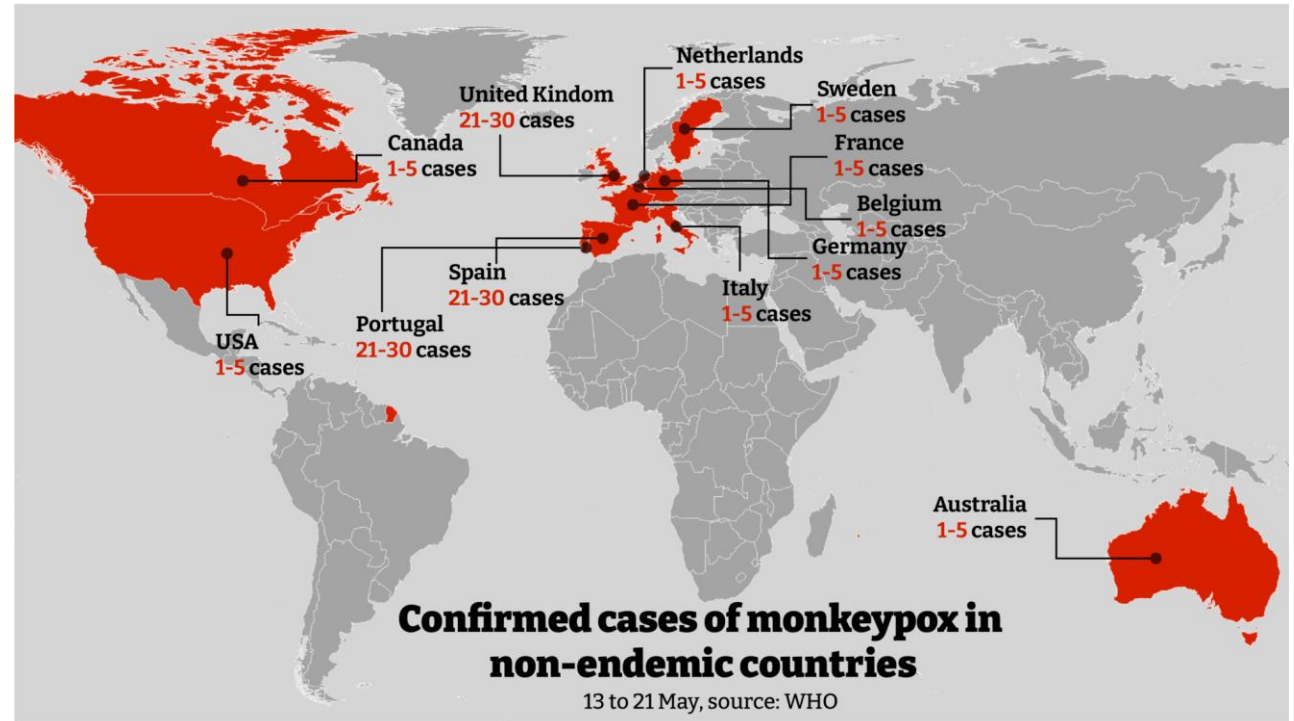 Netherlands
1-5 cases
United Kindom
21-30 cases
Sweden
1-5 cases
Canada
1-5 cases
France
1-5 cases
Belgium
1-5 cases
Germany
1-5 cases
Spain
21-30 cases
Italy
1-5 cases
Portugal
21-30 cases
USA
1-5 cases
Australia
1-5 cases
Confirmed cases of monkeypox in
non-endemic countries
13 to 21 May, source: WHO